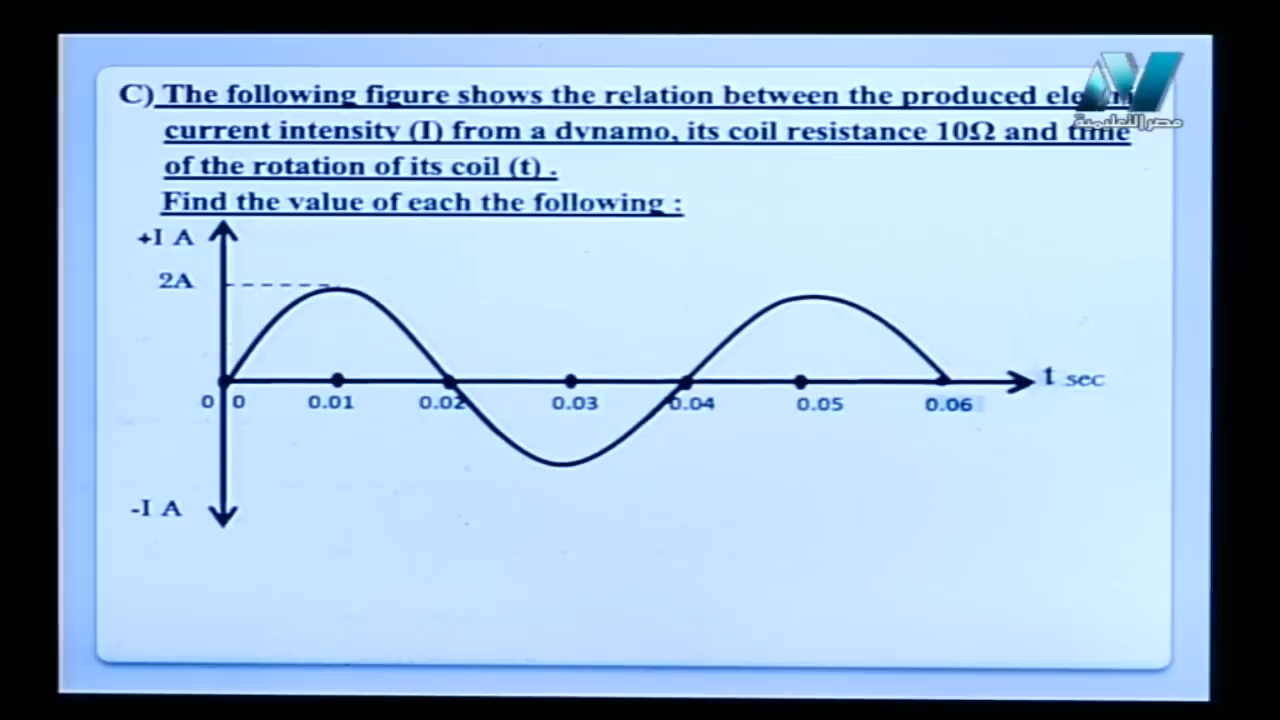 C) The following figure shows the relation between the produced
current intensity (I) from a dynamo, its coil resistance 10Ω and time
of the rotation of its coil (t) .
Find the value of each the following :
+I A
2A
0 0 0.01 0.02 0.03 0.04 0.05 0.06
t sec
-I A
مصر التعليمية